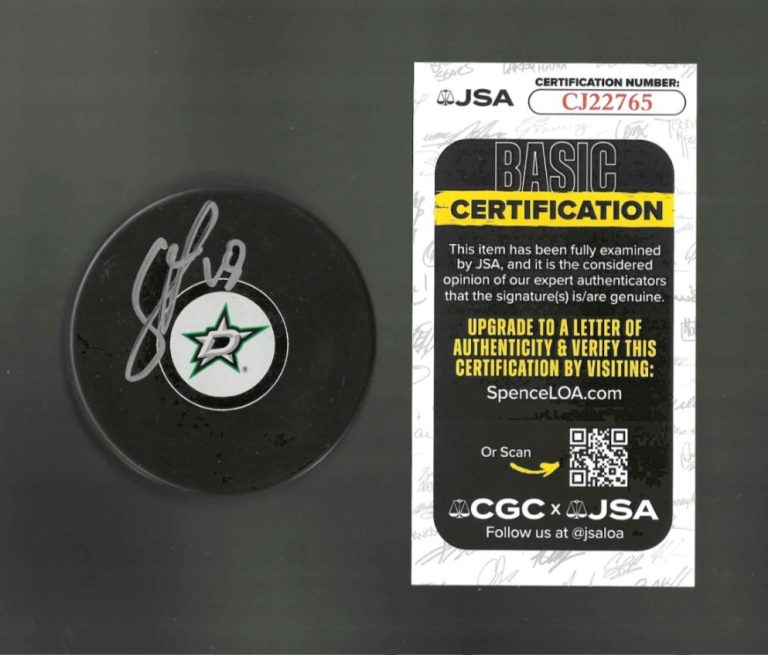 JSA
CERTIFICATION NUMBER:
CJ22765
BASIC
CERTIFICATION
This item has been fully examined
by JSA, and it is the considered
opinion of our expert authenticators
that the signature(s) is/are genuine.
UPGRADE TO A LETTER OF
AUTHENTICITY & VERIFY THIS
CERTIFICATION BY VISITING:
SpenceLOA.com
Or Scan
CGC x JSA
Follow us at @jsaloa
D
®